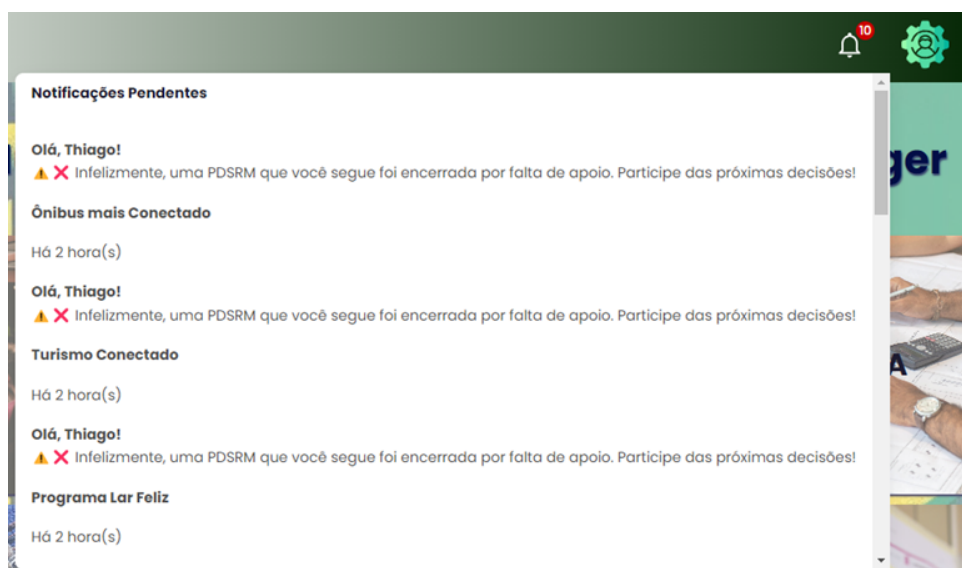 10
Notificações Pendentes
ger
Olá, Thiago!
⚠️ ❌ Infelizmente, uma PDSRM que você segue foi encerrada por falta de apoio. Participe das próximas decisões!
Ônibus mais Conectado
Há 2 hora(s)
Olá, Thiago!
⚠️ ❌ Infelizmente, uma PDSRM que você segue foi encerrada por falta de apoio. Participe das próximas decisões!
Turismo Conectado
A
Há 2 hora(s)
Olá, Thiago!
⚠️ ❌ Infelizmente, uma PDSRM que você segue foi encerrada por falta de apoio. Participe das próximas decisões!
Programa Lar Feliz
Há 2 hora(s)